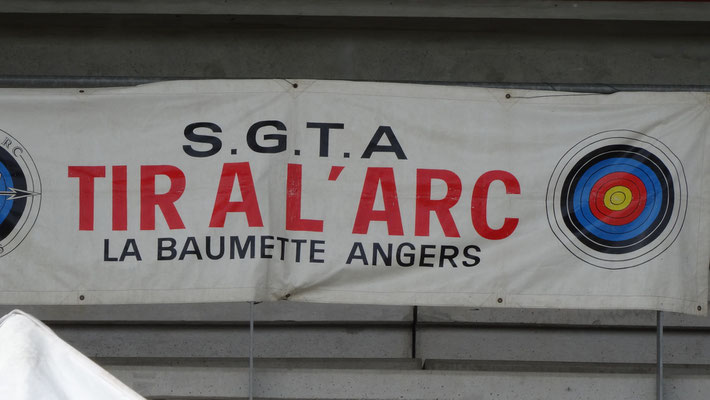 S.G.T.A
TIR A L'ARC
LA BAUMETTE ANGERS